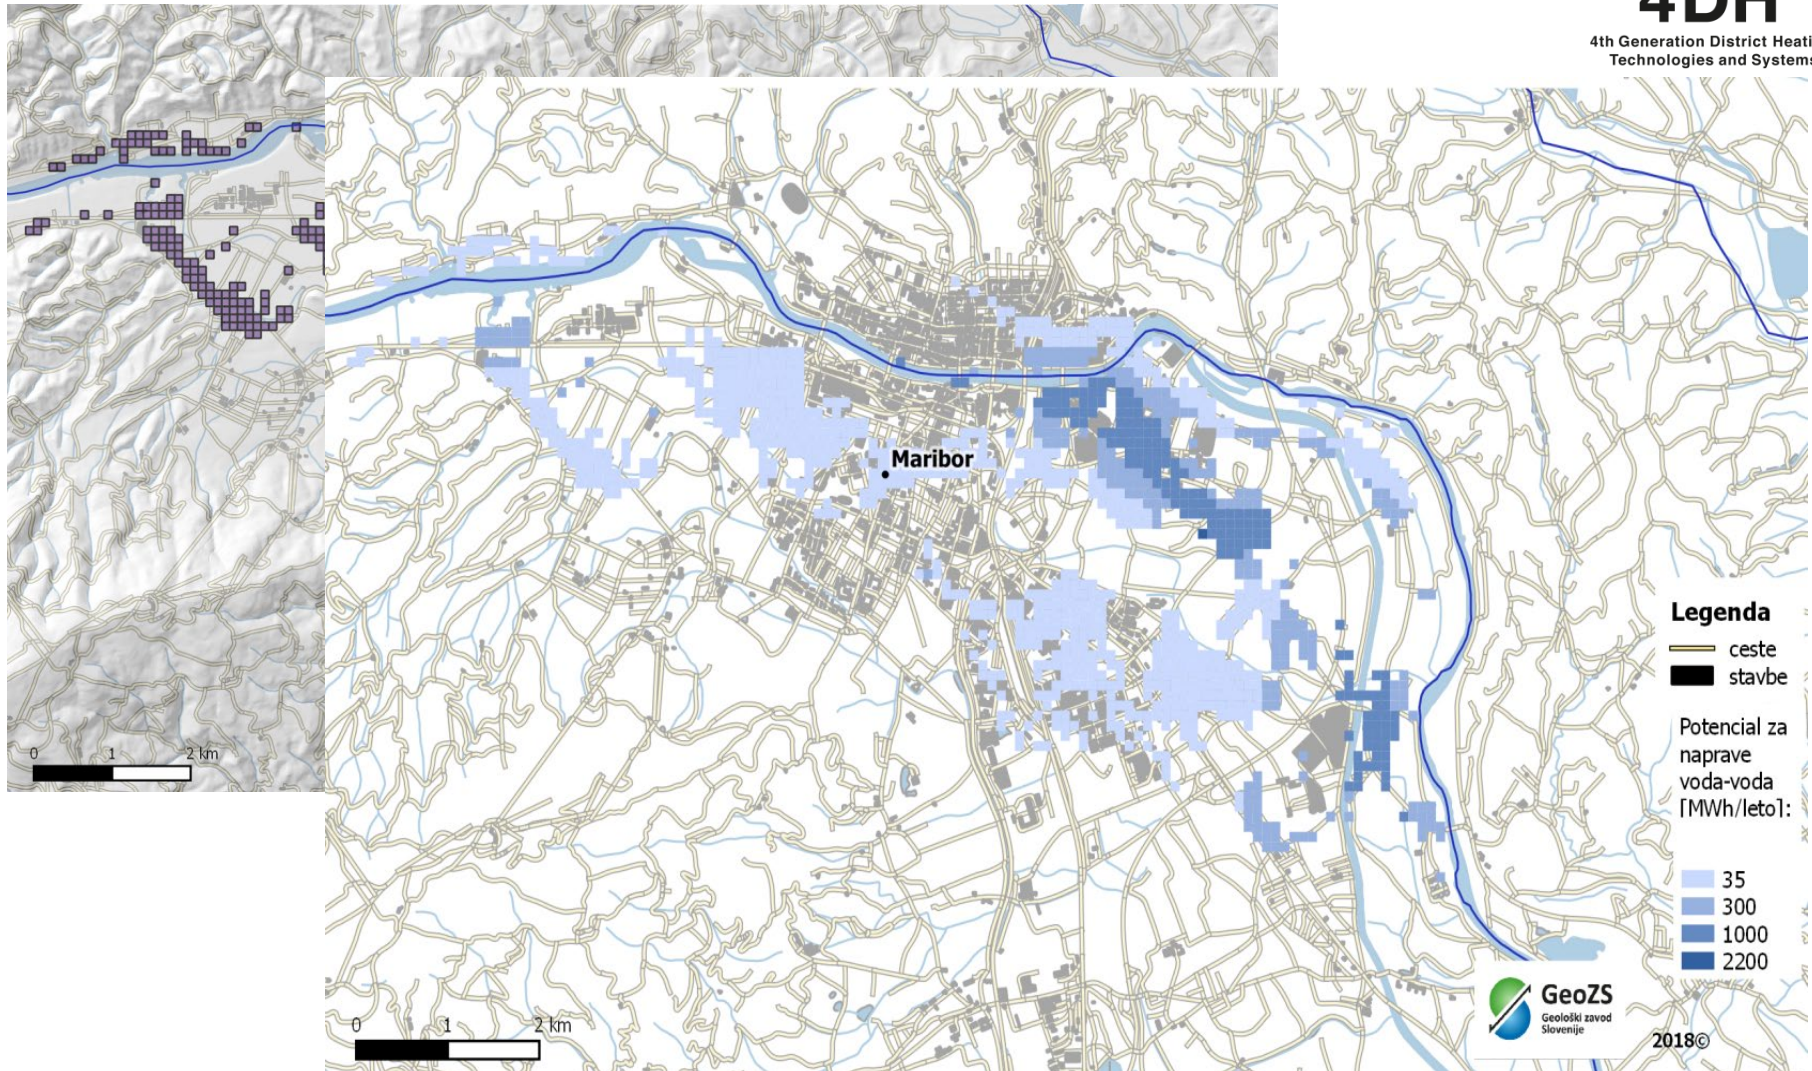 4DH
4th Generation District Heati
Technologies and Systems
Maribor
Legenda
ceste
stavbe
Potencial za
naprave
voda-voda
[MWh/leto]:
35
300
1000
2200
0 1 2 km
0 1 2 km
GeoZS
Geološki zavod
Slovenije
2018©